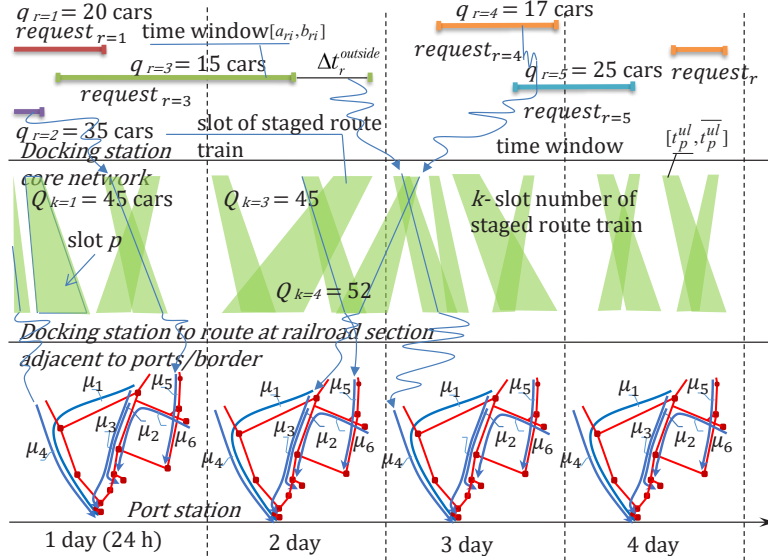 q r=1 = 20 cars
request r=1
time window[a_ri, b_ri]
q r=3 = 15 cars
Δt_r^outside
request r=3
q r=4 = 17 cars
request r=4
q r=5 = 25 cars
request r
request r=5
q r=2 = 35 cars
slot of staged route
train
Docking station
core network
time window
[t_p^ul, t_p^ul]
Q k=1 = 45 cars
Q k=3 = 45
k- slot number of
staged route train
slot p
Q k=4 = 52
Docking station to route at railroad section
adjacent to ports/border
μ1 μ5 μ3 μ2 μ4 μ6
μ1 μ5 μ3 μ2 μ4 μ6
μ1 μ5 μ3 μ2 μ4 μ6
μ1 μ5 μ3 μ2 μ4 μ6
Port station
1 day (24 h) 2 day 3 day 4 day